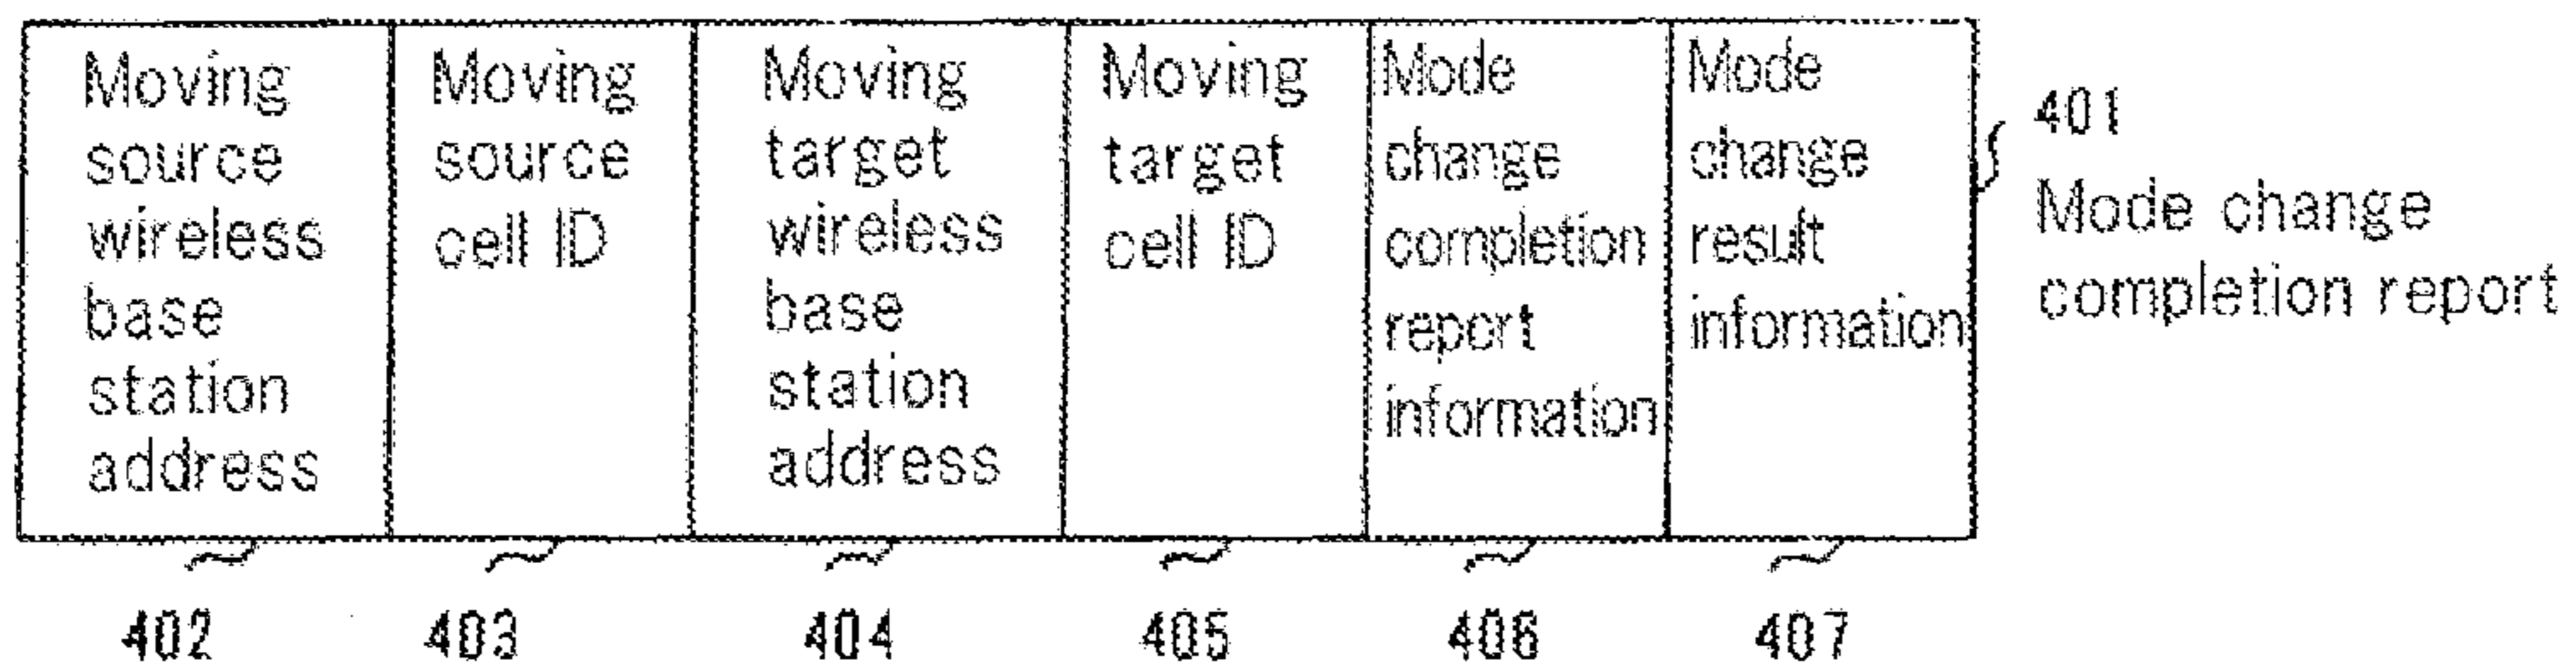 Moving
source
wireless
base
station
address
Moving
source
cell ID
Moving
target
wireless
base
station
address
Moving
target
cell ID
Mode
change
completion
report
information
Mode
change
result
information
401
Mode change
completion report
402
403
404
405
406
407